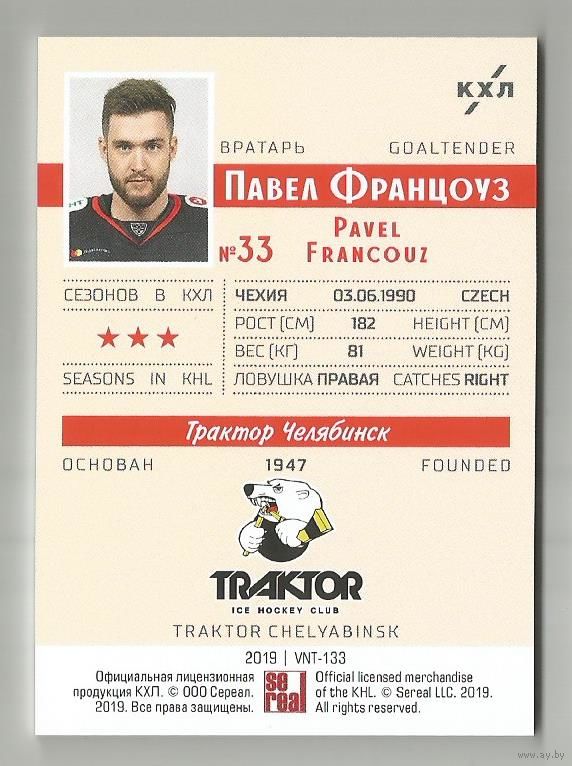 КХЛ
ВРАТАРЬ GOALTENDER
ПАВЕЛ ФРАНЦОУЗ
№33 PAVEL
FRANCOUZ
СЕЗОНОВ В КХЛ
SEASONS IN KHL
ЧЕХИЯ 03.06.1990 CZECH
РОСТ (СМ) 182 HEIGHT (CM)
ВЕС (КГ) 81 WEIGHT (KG)
ЛОВУШКА ПРАВАЯ CATCHES RIGHT
Трактор Челябинск
ОСНОВАН 1947 FOUNDED
TRAKTOR
ICE HOCKEY CLUB
TRAKTOR CHELYABINSK
2019 | VNT-133
Официальная лицензионная
продукция КХЛ. © ООО Сереал.
2019. Все права защищены.
se
real
Official licensed merchandise
of the KHL. © Sereal LLC. 2019.
All rights reserved.
www.ay.by